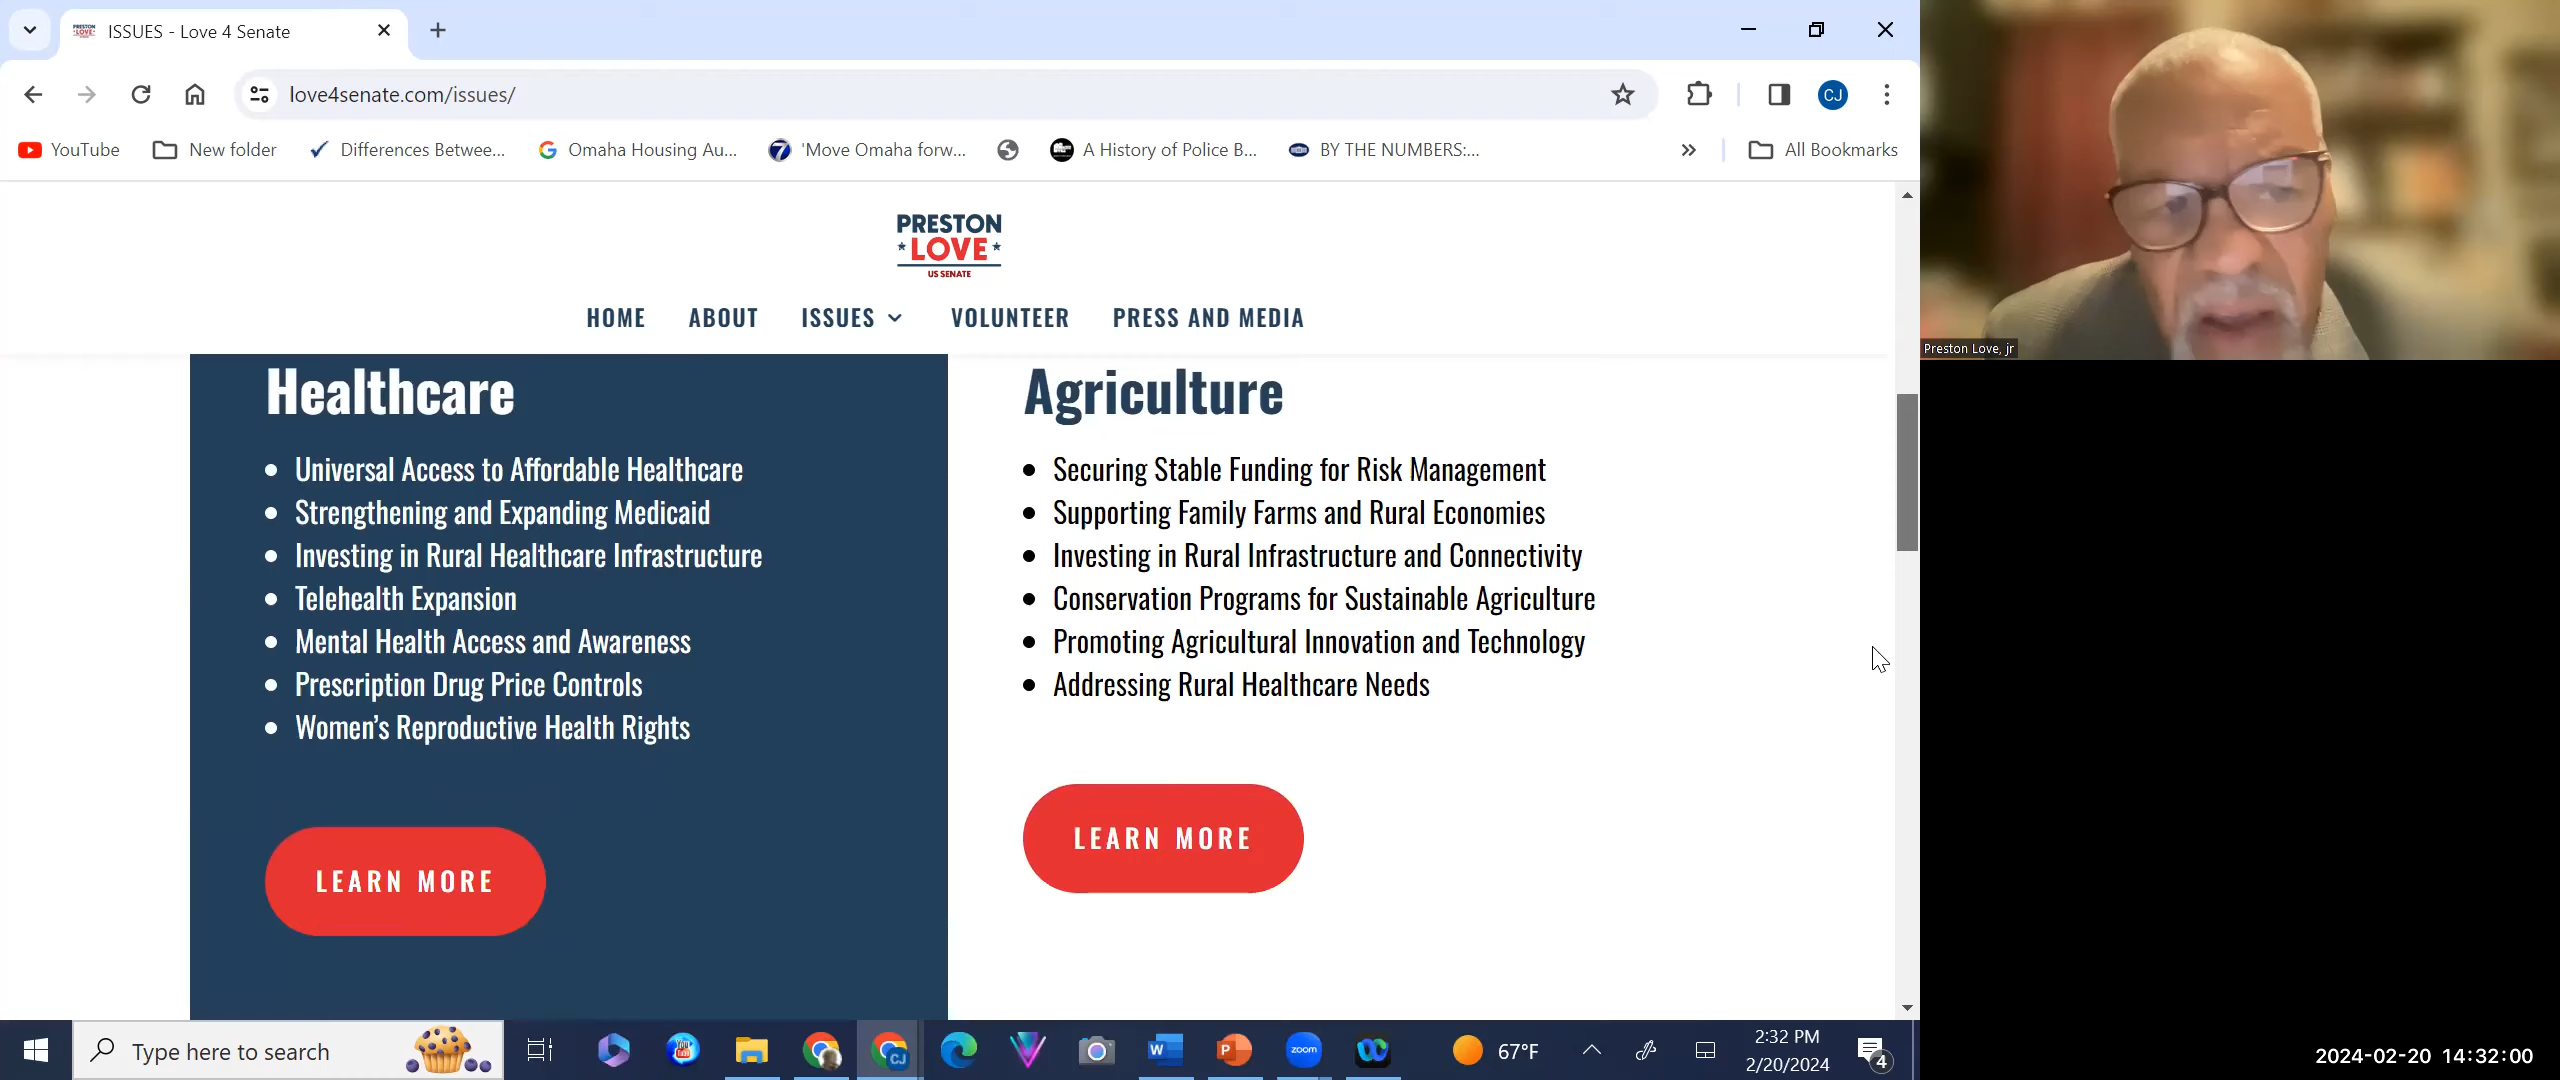 ISSUES - Love 4 Senate
love4senate.com/issues/
CJ
YouTube
New folder
Differences Betwee...
Omaha Housing Au...
'Move Omaha forw...
A History of Police B...
BY THE NUMBERS:...
All Bookmarks
PRESTON
LOVE
US SENATE
HOME
ABOUT
ISSUES
VOLUNTEER
PRESS AND MEDIA
Healthcare
Universal Access to Affordable Healthcare
Strengthening and Expanding Medicaid
Investing in Rural Healthcare Infrastructure
Telehealth Expansion
Mental Health Access and Awareness
Prescription Drug Price Controls
Women's Reproductive Health Rights
LEARN MORE
Agriculture
Securing Stable Funding for Risk Management
Supporting Family Farms and Rural Economies
Investing in Rural Infrastructure and Connectivity
Conservation Programs for Sustainable Agriculture
Promoting Agricultural Innovation and Technology
Addressing Rural Healthcare Needs
LEARN MORE
Preston Love, jr
Type here to search
zoom
67°F
2:32 PM
2/20/2024
4
2024-02-20 14:32:00